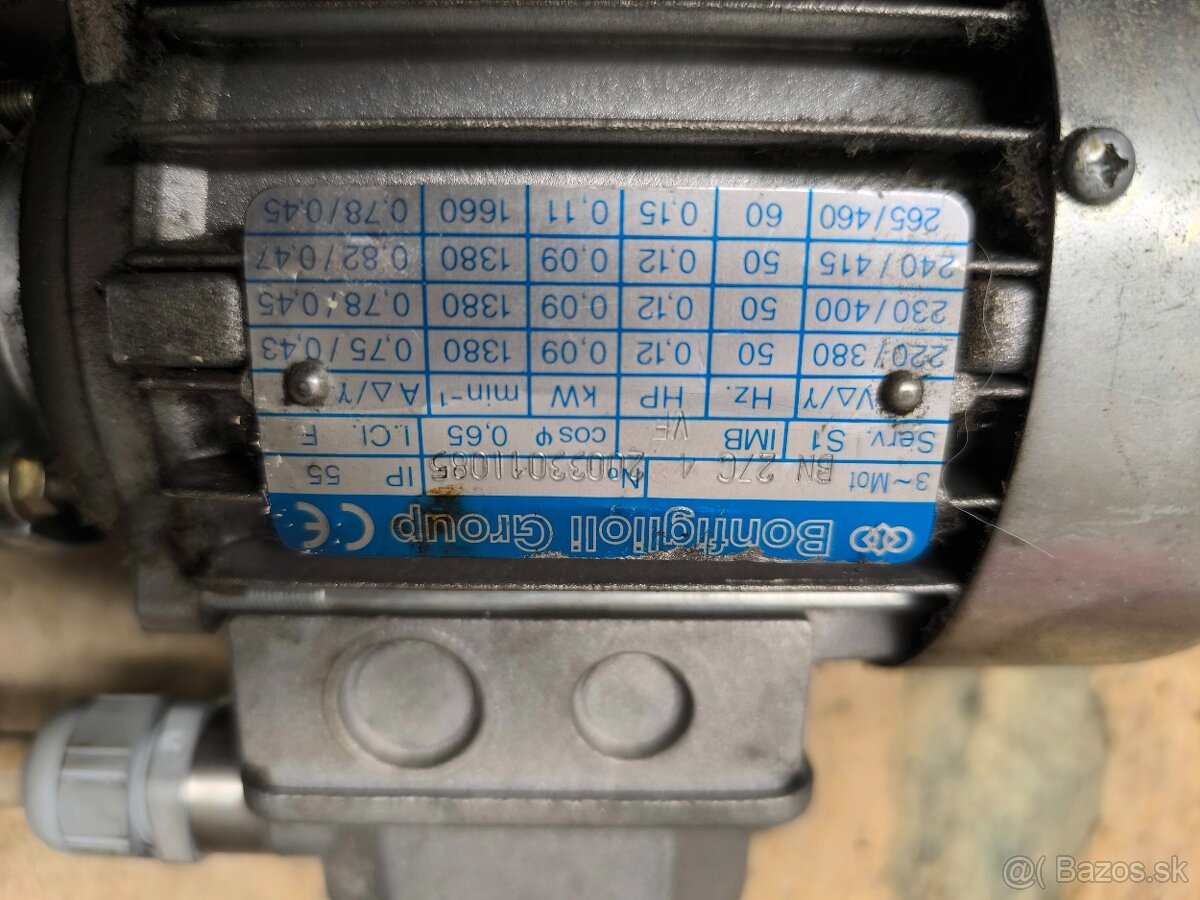 Bonfiglioli Group CE
3~Mot BN 27C 4 No 20033011085 IP 55
Serv. S1 IMB VF cosφ 0,65 I.Cl. F
V△/Y Hz. HP kW min⁻¹ A △/Y
220/380 50 0,12 0,09 1380 0,75/0,43
230/400 50 0,12 0,09 1380 0,78/0,45
240/415 50 0,12 0,09 1380 0,82/0,47
265/460 60 0,15 0,11 1660 0,78/0,45
@( Bazos.sk